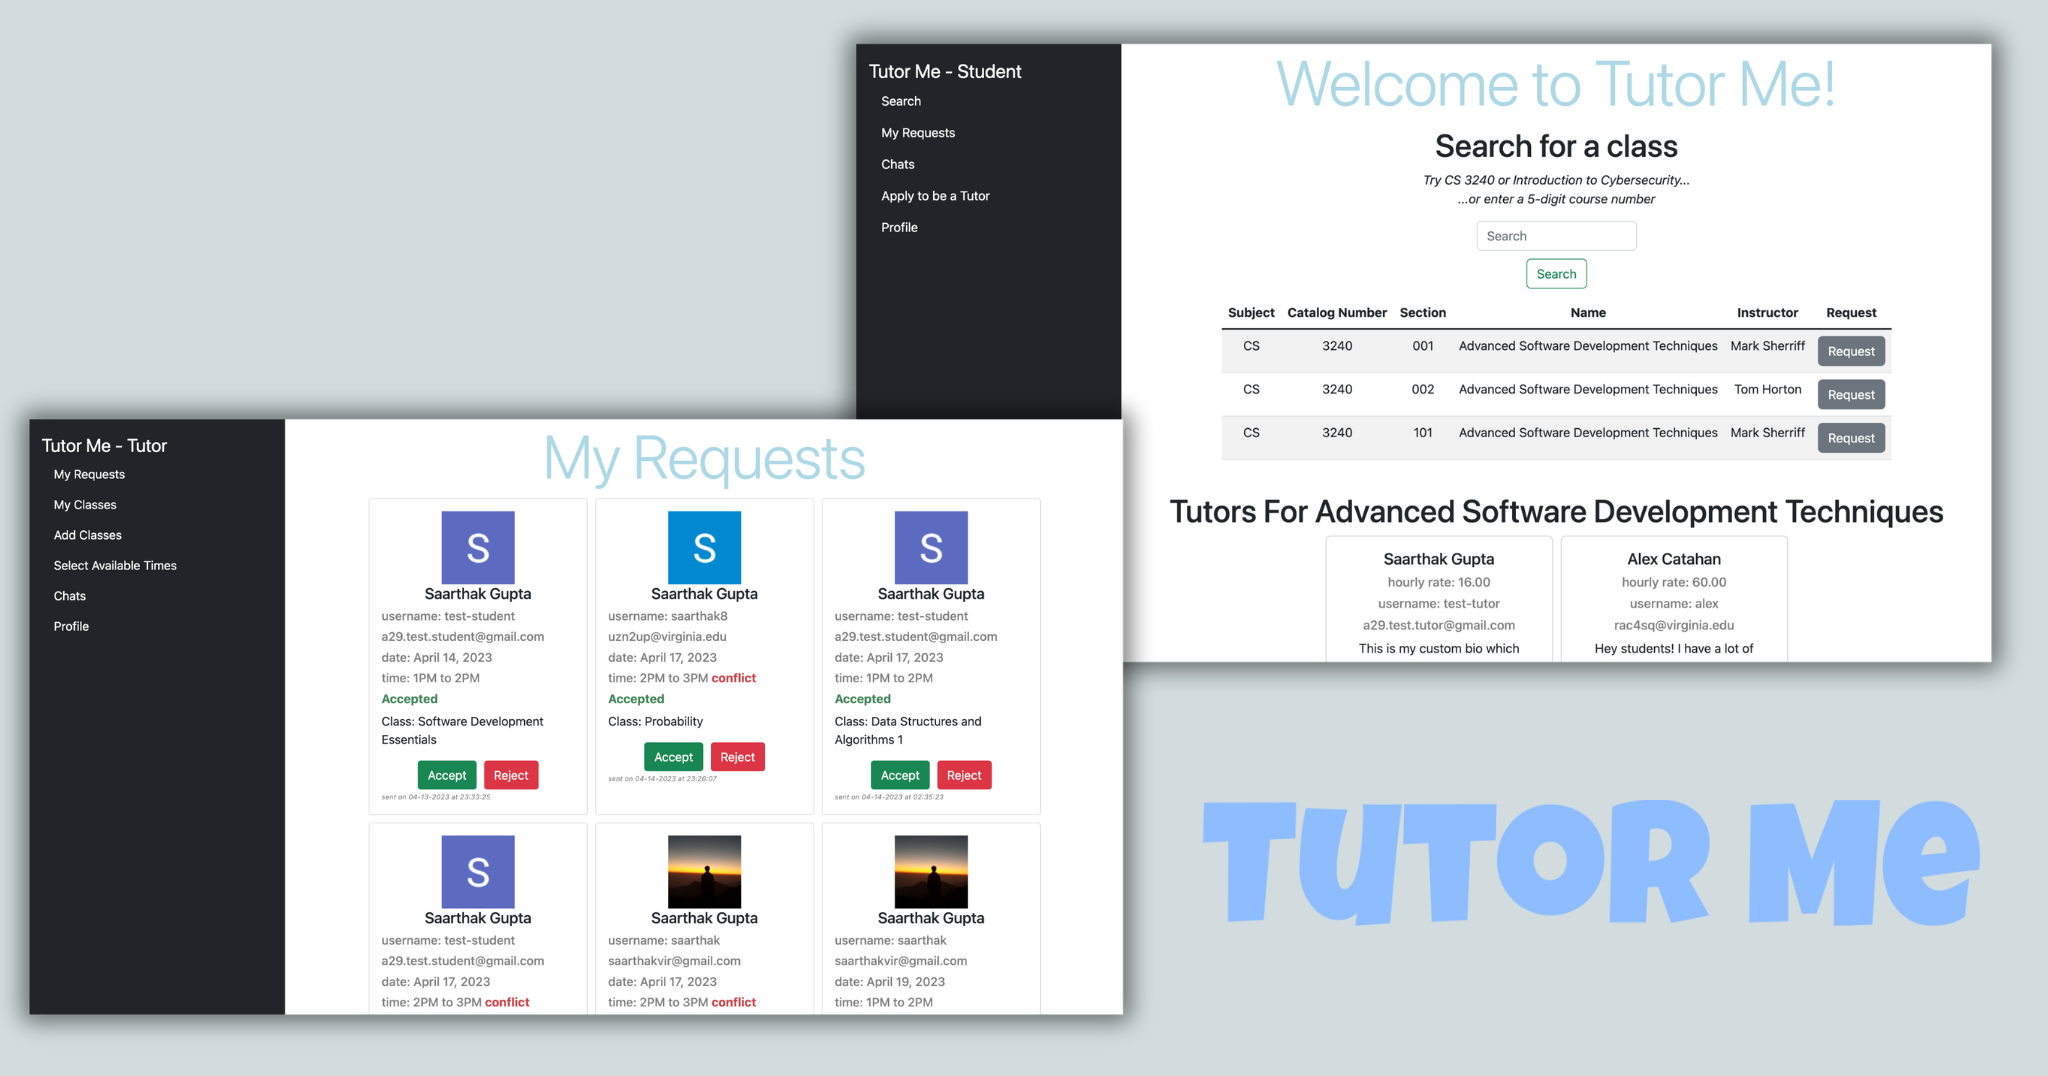 Tutor Me - Student
Search
My Requests
Chats
Apply to be a Tutor
Profile
Welcome to Tutor Me!
Search for a class
Try CS 3240 or Introduction to Cybersecurity...
...or enter a 5-digit course number
Search
Search
Subject Catalog Number Section Name Instructor Request
CS 3240 001 Advanced Software Development Techniques Mark Sherriff Request
CS 3240 002 Advanced Software Development Techniques Tom Horton Request
CS 3240 101 Advanced Software Development Techniques Mark Sherriff Request
Tutors For Advanced Software Development Techniques
Saarthak Gupta
hourly rate: 16.00
username: test-tutor
a29.test.tutor@gmail.com
This is my custom bio which
Alex Catahan
hourly rate: 60.00
username: alex
rac4sq@virginia.edu
Hey students! I have a lot of
Tutor Me - Tutor
My Requests
My Classes
Add Classes
Select Available Times
Chats
Profile
My Requests
S
Saarthak Gupta
username: test-student
a29.test.student@gmail.com
date: April 14, 2023
time: 1PM to 2PM
Accepted
Class: Software Development
Essentials
Accept Reject
sent on 04-13-2023 at 23:33:25
S
Saarthak Gupta
username: saarthak8
uzn2up@virginia.edu
date: April 17, 2023
time: 2PM to 3PM conflict
Accepted
Class: Probability
Accept Reject
sent on 04-14-2023 at 23:26:07
S
Saarthak Gupta
username: test-student
a29.test.student@gmail.com
date: April 17, 2023
time: 1PM to 2PM
Accepted
Class: Data Structures and
Algorithms 1
Accept Reject
sent on 04-14-2023 at 02:35:23
S
Saarthak Gupta
username: test-student
a29.test.student@gmail.com
date: April 17, 2023
time: 2PM to 3PM conflict
Saarthak Gupta
username: saarthak
saarthakvir@gmail.com
date: April 17, 2023
time: 2PM to 3PM conflict
Saarthak Gupta
username: saarthak
saarthakvir@gmail.com
date: April 19, 2023
time: 1PM to 2PM
TUTOR Me